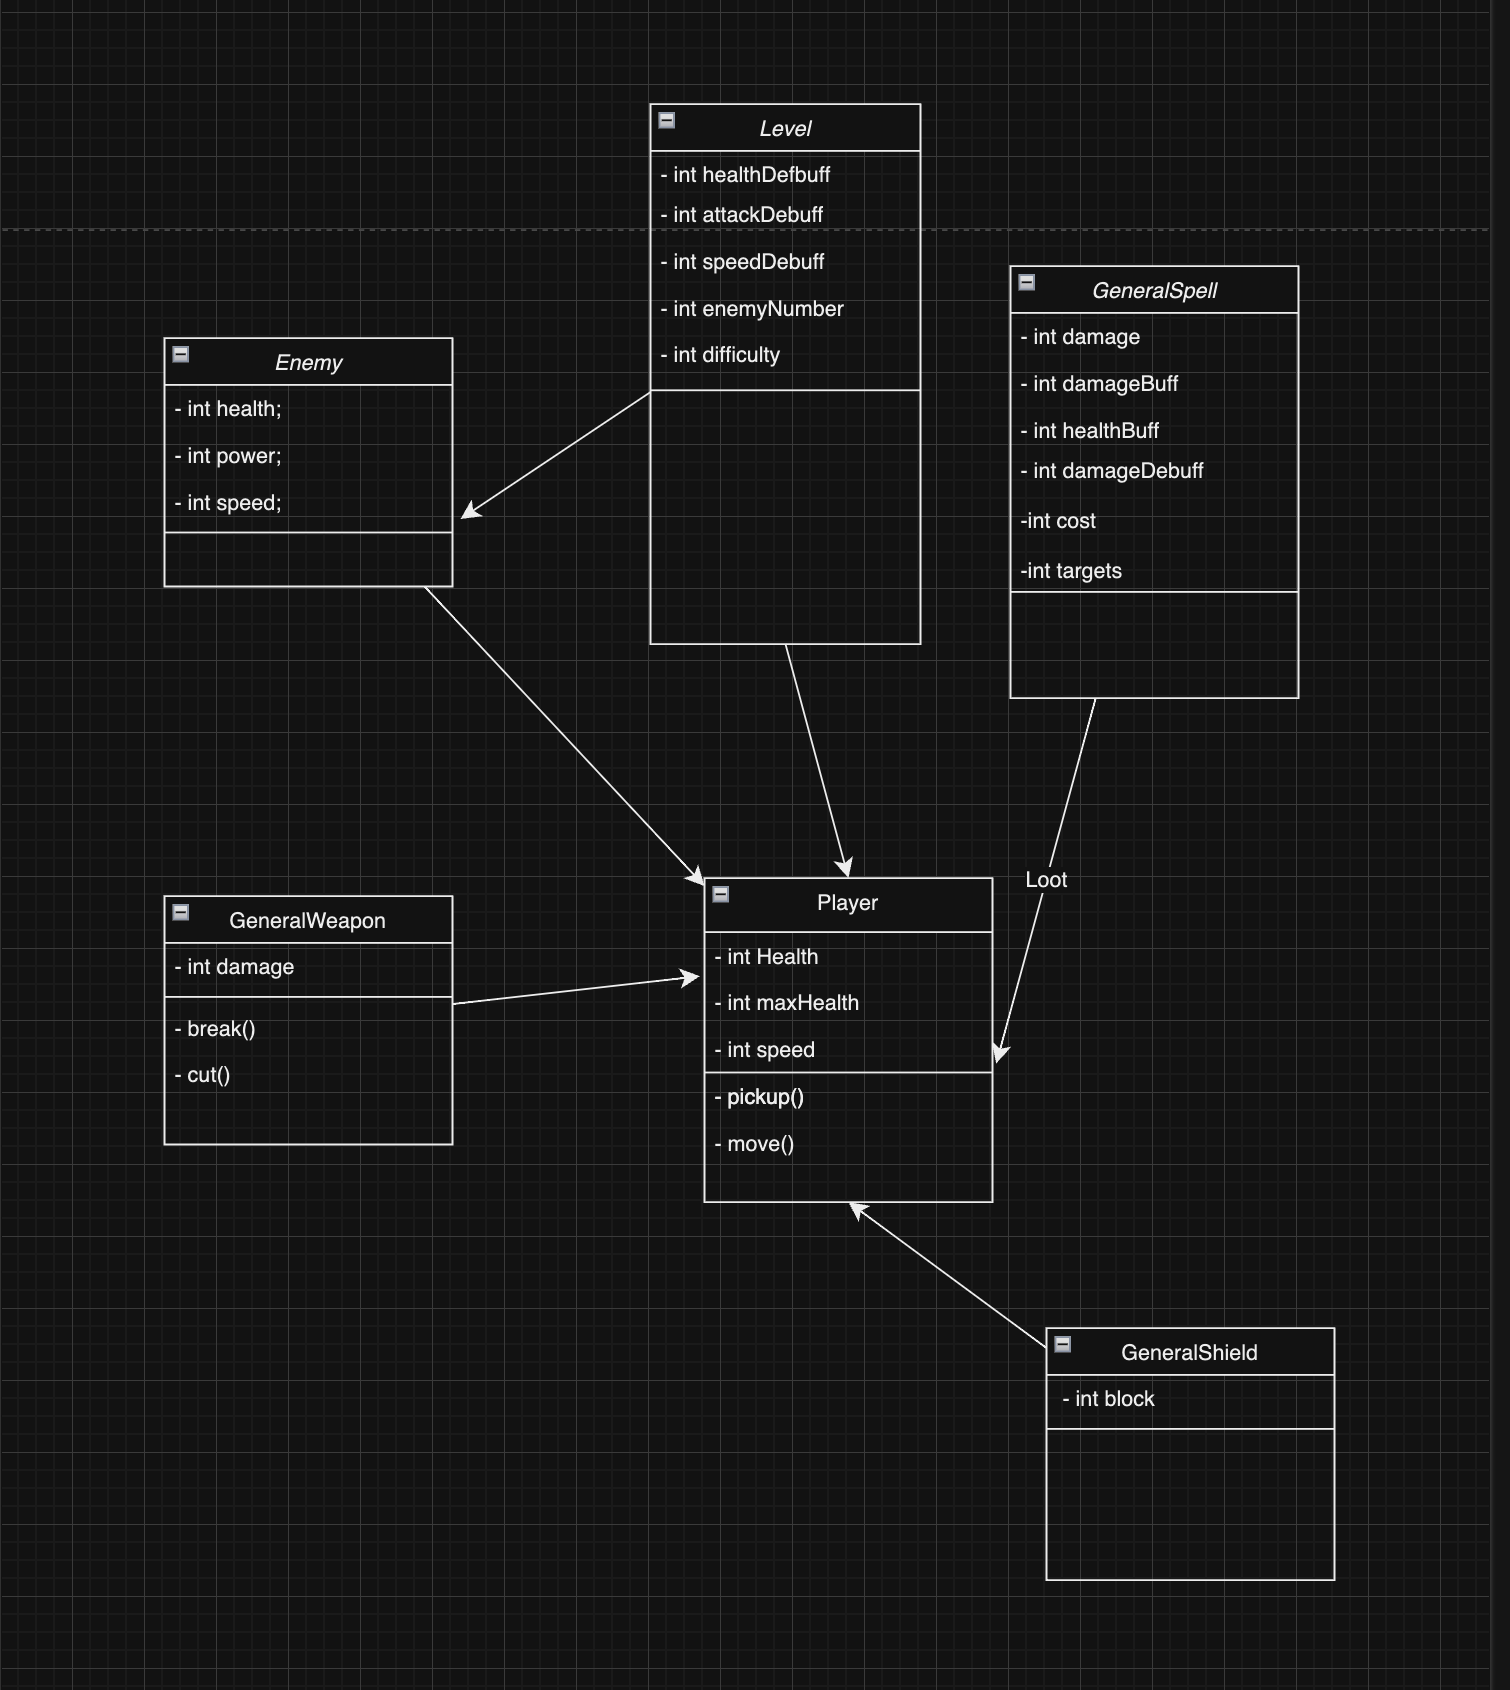 Level
- int healthDefbuff
- int attackDebuff
- int speedDebuff
- int enemyNumber
- int difficulty
GeneralSpell
- int damage
- int damageBuff
- int healthBuff
- int damageDebuff
-int cost
-int targets
Enemy
- int health;
- int power;
- int speed;
Loot
GeneralWeapon
- int damage
- break()
- cut()
Player
- int Health
- int maxHealth
- int speed
- pickup()
- move()
GeneralShield
- int block